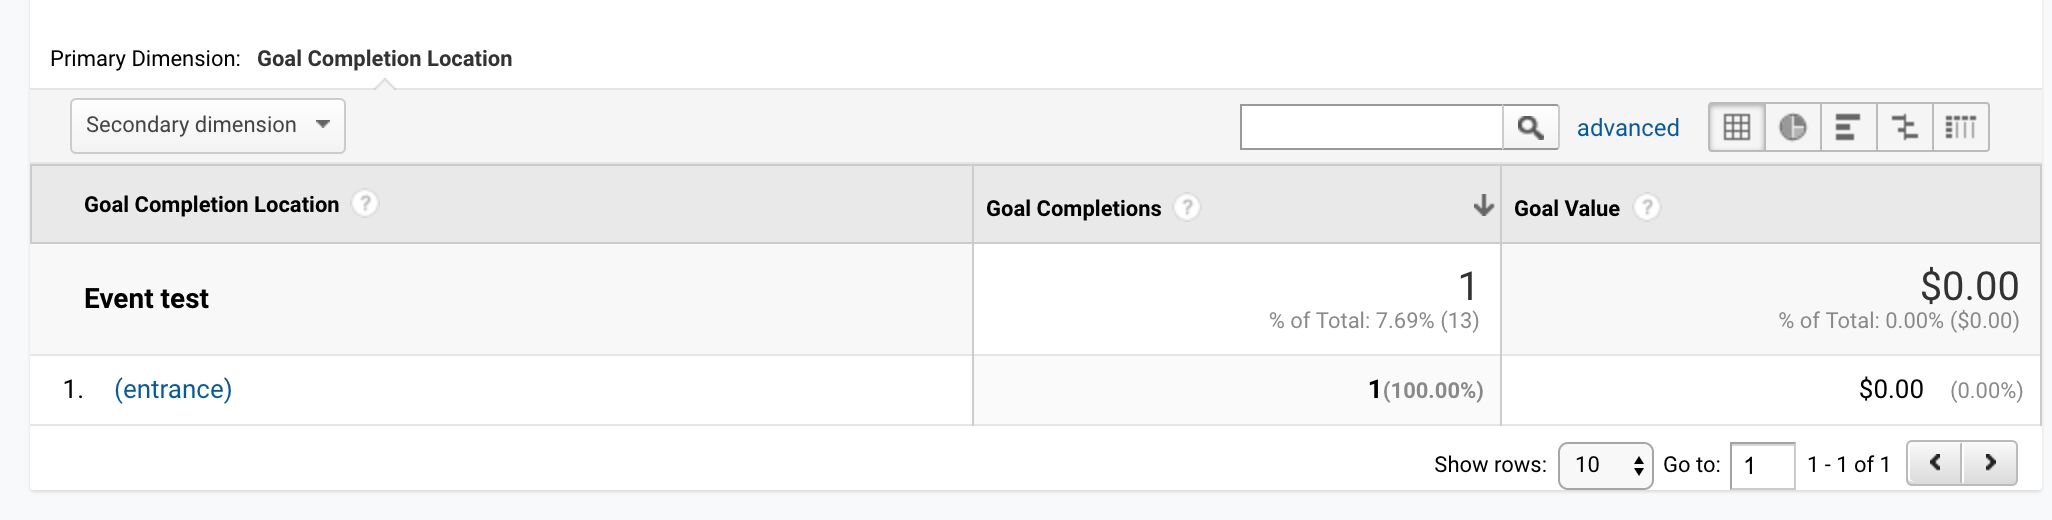 Primary Dimension: Goal Completion Location
Secondary dimension advanced
Goal Completion Location ? Goal Completions ? Goal Value ?
Event test 1 $0.00
% of Total: 7.69% (13) % of Total: 0.00% ($0.00)
1. (entrance) 1(100.00%) $0.00 (0.00%)
Show rows: 10 Go to: 1 1 - 1 of 1